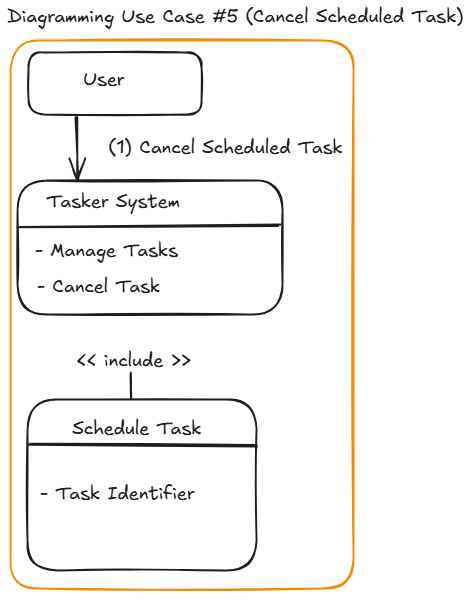 Diagramming Use Case #5 (Cancel Scheduled Task)
User
(1) Cancel Scheduled Task
Tasker System
- Manage Tasks
- Cancel Task
<< include >>
Schedule Task
- Task Identifier